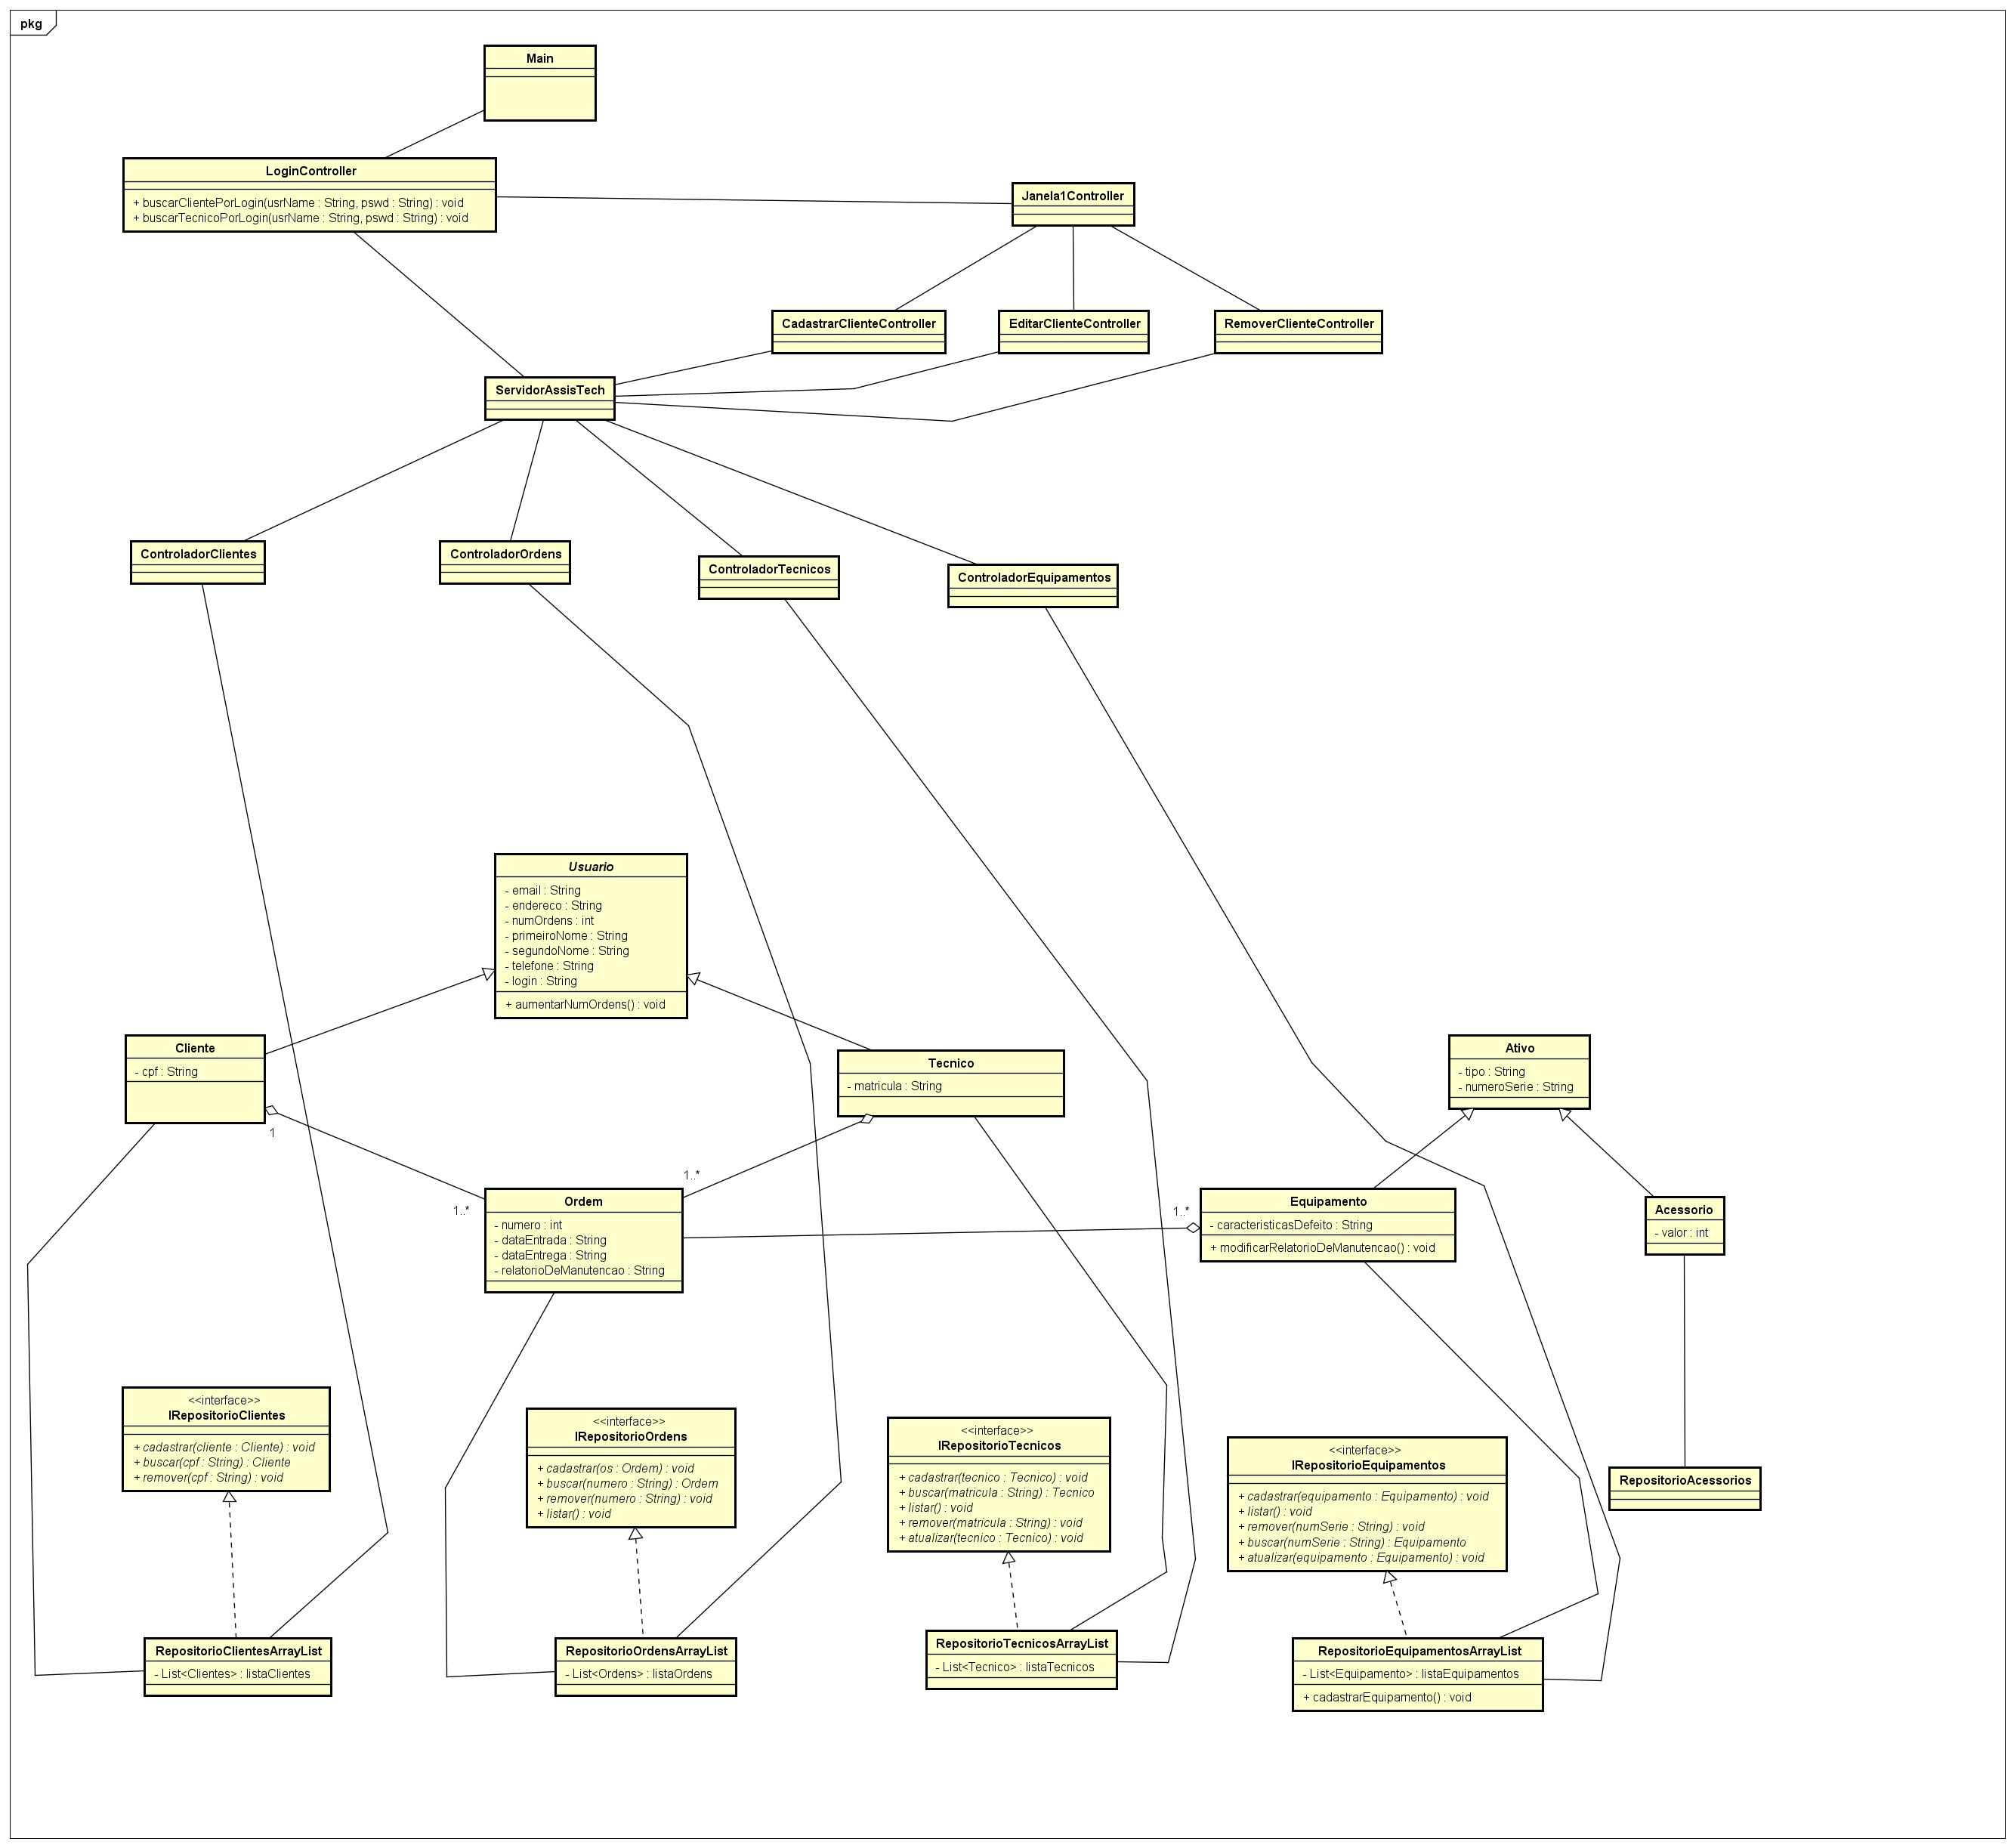 pkg
Main
LoginController
+ buscarClientePorLogin(usrName : String, pswd : String) : void
+ buscarTecnicoPorLogin(usrName : String, pswd : String) : void
Janela1Controller
CadastrarClienteController
EditarClienteController
RemoverClienteController
ServidorAssisTech
ControladorClientes
ControladorOrdens
ControladorTecnicos
ControladorEquipamentos
Usuario
- email : String
- endereco : String
- numOrdens : int
- primeiroNome : String
- segundoNome : String
- telefone : String
- login : String
+ aumentarNumOrdens() : void
Cliente
- cpf : String
Tecnico
- matricula : String
Ativo
- tipo : String
- numeroSerie : String
1
1..*
1..*
1..*
Ordem
- numero : int
- dataEntrada : String
- dataEntrega : String
- relatorioDeManutencao : String
Equipamento
- caracteristicasDefeito : String
+ modificarRelatorioDeManutencao() : void
Acessorio
- valor : int
<<interface>>
IRepositorioClientes
+ cadastrar(cliente : Cliente) : void
+ buscar(cpf : String) : Cliente
+ remover(cpf : String) : void
<<interface>>
IRepositorioOrdens
+ cadastrar(os : Ordem) : void
+ buscar(numero : String) : Ordem
+ remover(numero : String) : void
+ listar() : void
<<interface>>
IRepositorioTecnicos
+ cadastrar(tecnico : Tecnico) : void
+ buscar(matricula : String) : Tecnico
+ listar() : void
+ remover(matricula : String) : void
+ atualizar(tecnico : Tecnico) : void
<<interface>>
IRepositorioEquipamentos
+ cadastrar(equipamento : Equipamento) : void
+ listar() : void
+ remover(numSerie : String) : void
+ buscar(numSerie : String) : Equipamento
+ atualizar(equipamento : Equipamento) : void
RepositorioAcessorios
RepositorioClientesArrayList
- List<Clientes> : listaClientes
RepositorioOrdensArrayList
- List<Ordens> : listaOrdens
RepositorioTecnicosArrayList
- List<Tecnico> : listaTecnicos
RepositorioEquipamentosArrayList
- List<Equipamento> : listaEquipamentos
+ cadastrarEquipamento() : void